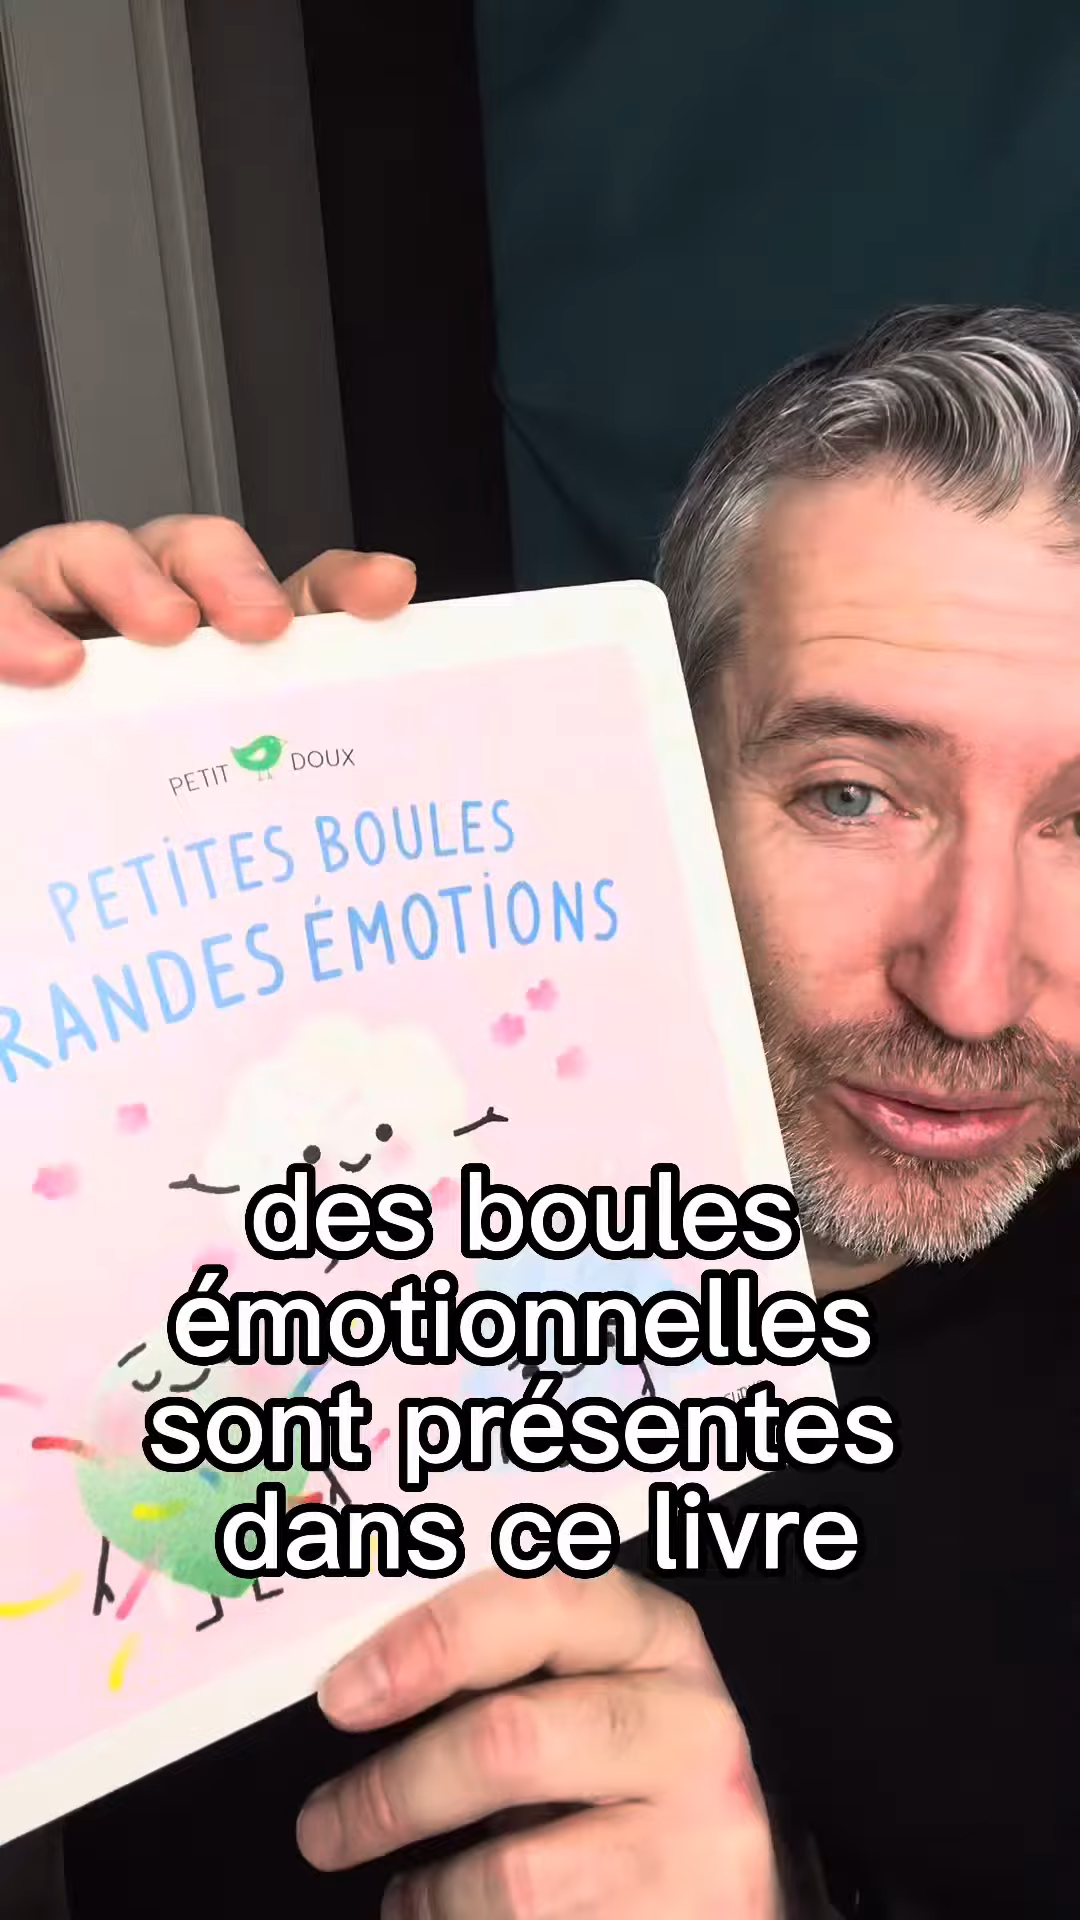 PETIT DOUX
PETITES BOULES
RANDES ÉMOTIONS
des boules
émotionnelles
sont présentes
dans ce livre